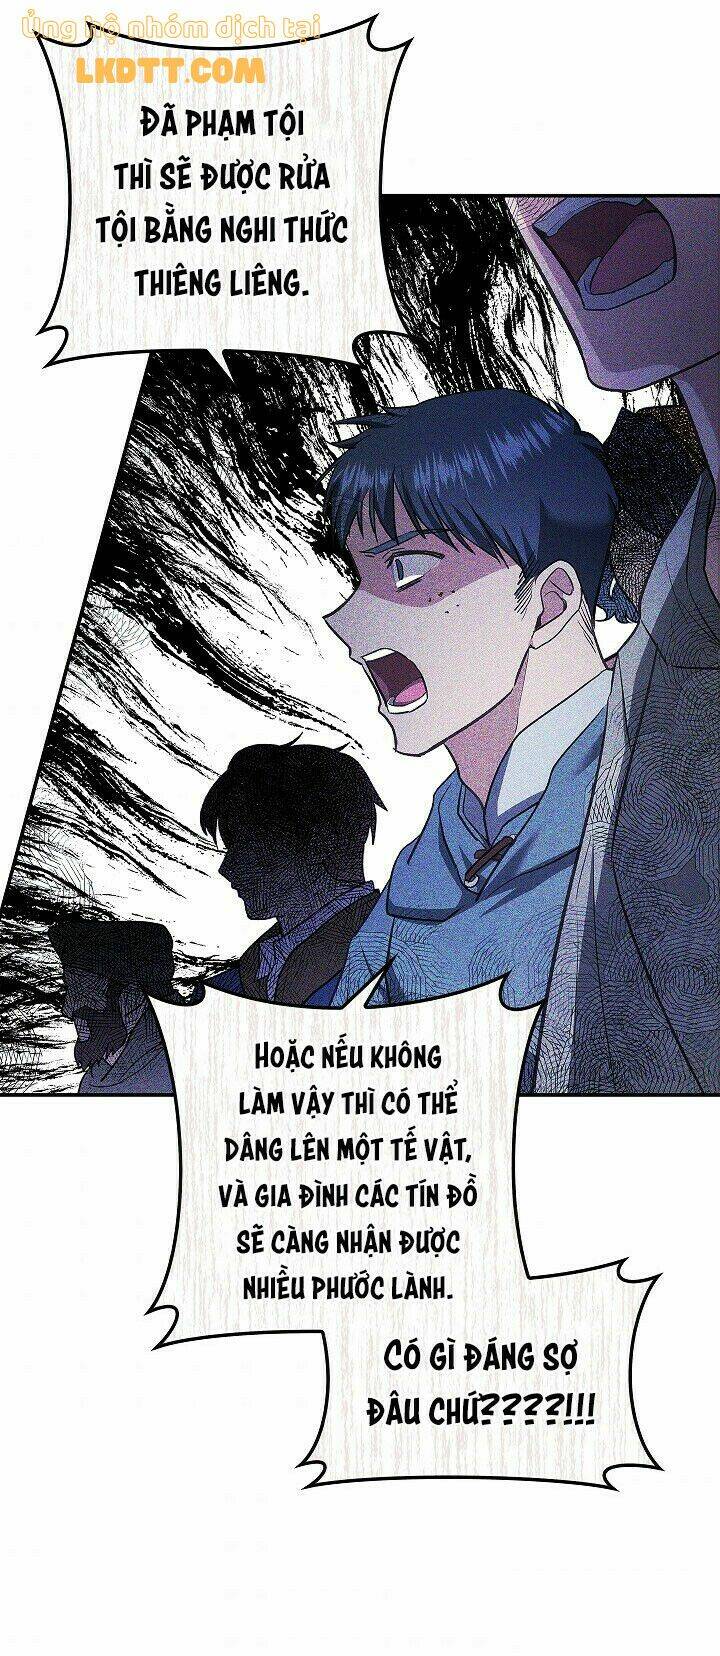 Ủng hộ nhóm dịch tại
LKDTT.COM
ĐÃ PHẠM TỘI
THÌ SẼ ĐƯỢC RỬA
TỘI BẰNG NGHI THỨC
THIÊNG LIÊNG.
HOẶC NẾU KHÔNG
LÀM VẬY THÌ CÓ THỂ
DÂNG LÊN MỘT TẾ VẬT,
VÀ GIA ĐÌNH CÁC TÍN ĐỒ
SẼ CÀNG NHẬN ĐƯỢC
NHIỀU PHƯỚC LÀNH.
CÓ GÌ ĐÁNG SỢ
ĐÂU CHỨ????!!!